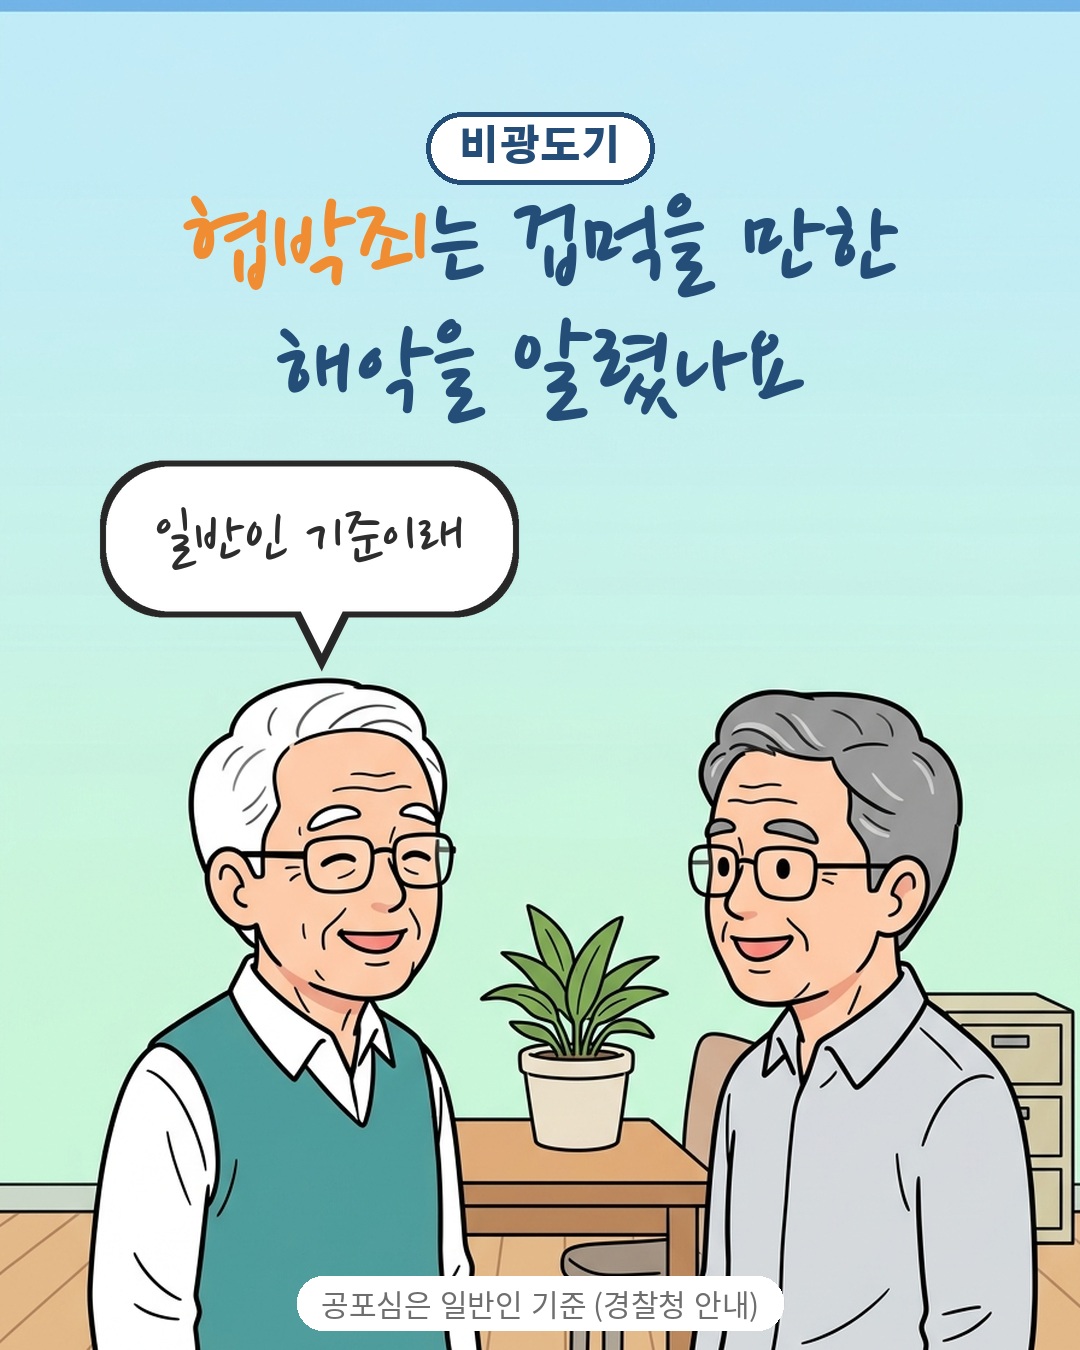 비광도기
협박죄는 겁먹을 만한
해악을 알렸나요
일반인 기준이래
공포심은 일반인 기준 (경찰청 안내)